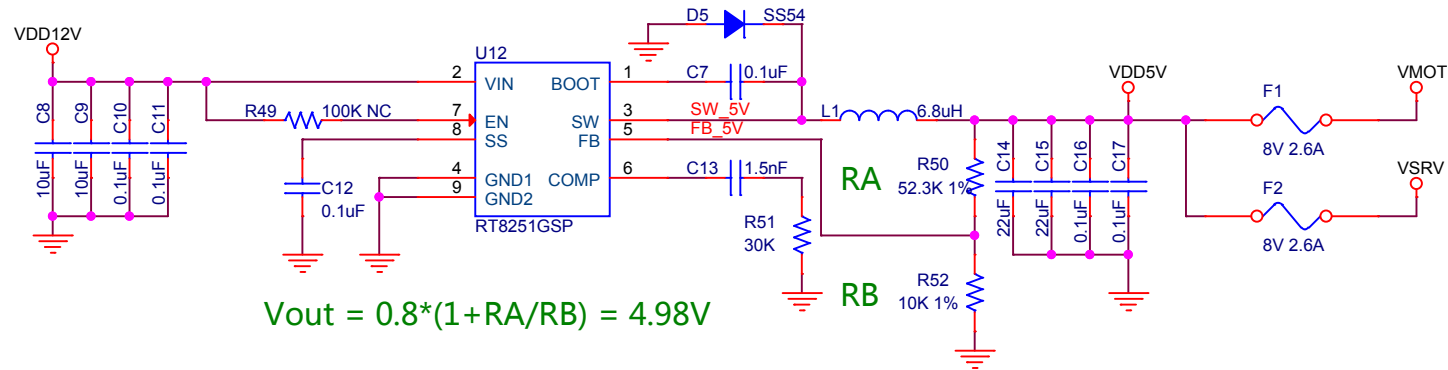 VDD12V
C8
10uF
C9
10uF
C10
0.1uF
C11
0.1uF
R49
100K NC
C12
0.1uF
U12
2
VIN
7
EN
8
SS
4
GND1
9
GND2
BOOT
1
SW
3
FB
5
COMP
6
RT8251GSP
D5
SS54
C7
0.1uF
SW_5V
FB_5V
L1
6.8uH
C13
1.5nF
R51
30K
RA
R50
52.3K 1%
RB
R52
10K 1%
C14
22uF
C15
22uF
C16
0.1uF
C17
0.1uF
VDD5V
F1
8V 2.6A
VMOT
F2
8V 2.6A
VSRV
Vout = 0.8*(1+RA/RB) = 4.98V